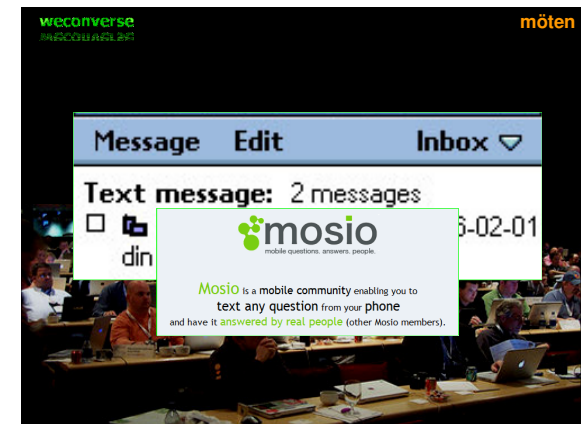 weconverse
möten
Message Edit Inbox
Text message: 2 messages
6-02-01
din
mosio
mobile questions. answers. people.
Mosio is a mobile community enabling you to
text any question from your phone
and have it answered by real people (other Mosio members).